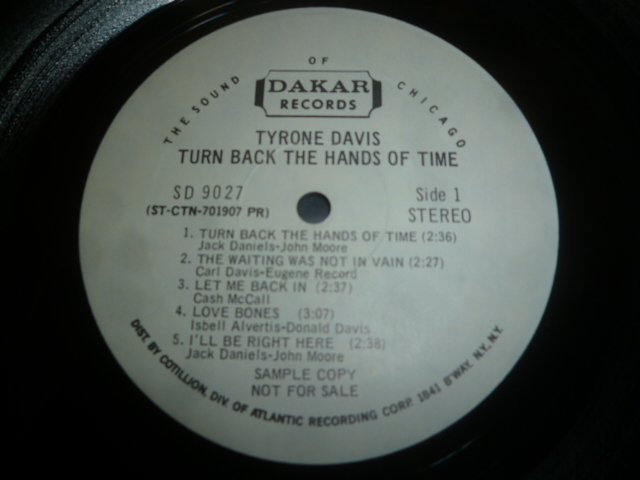 THE SOUND OF CHICAGO
DAKAR
RECORDS
TYRONE DAVIS
TURN BACK THE HANDS OF TIME
SD 9027 Side 1
(ST-CTN-701907 PR) STEREO
1. TURN BACK THE HANDS OF TIME (2:36)
Jack Daniels-John Moore
2. THE WAITING WAS NOT IN VAIN (2:27)
Carl Davis-Eugene Record
3. LET ME BACK IN (2:37)
Cash McCall
4. LOVE BONES (3:07)
Isbell Alvertis-Donald Davis
5. I'LL BE RIGHT HERE (2:38)
Jack Daniels-John Moore
SAMPLE COPY
NOT FOR SALE
DIST. BY COTILLION, DIV. OF ATLANTIC RECORDING CORP. 1841 B'WAY, N.Y., N.Y.